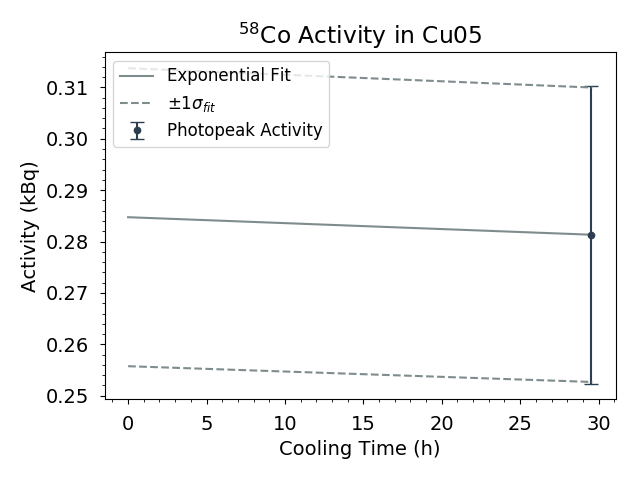 ⁵⁸Co Activity in Cu05
Exponential Fit
±1σ_fit
Photopeak Activity
Activity (kBq)
0.31
0.30
0.29
0.28
0.27
0.26
0.25
0 5 10 15 20 25 30
Cooling Time (h)